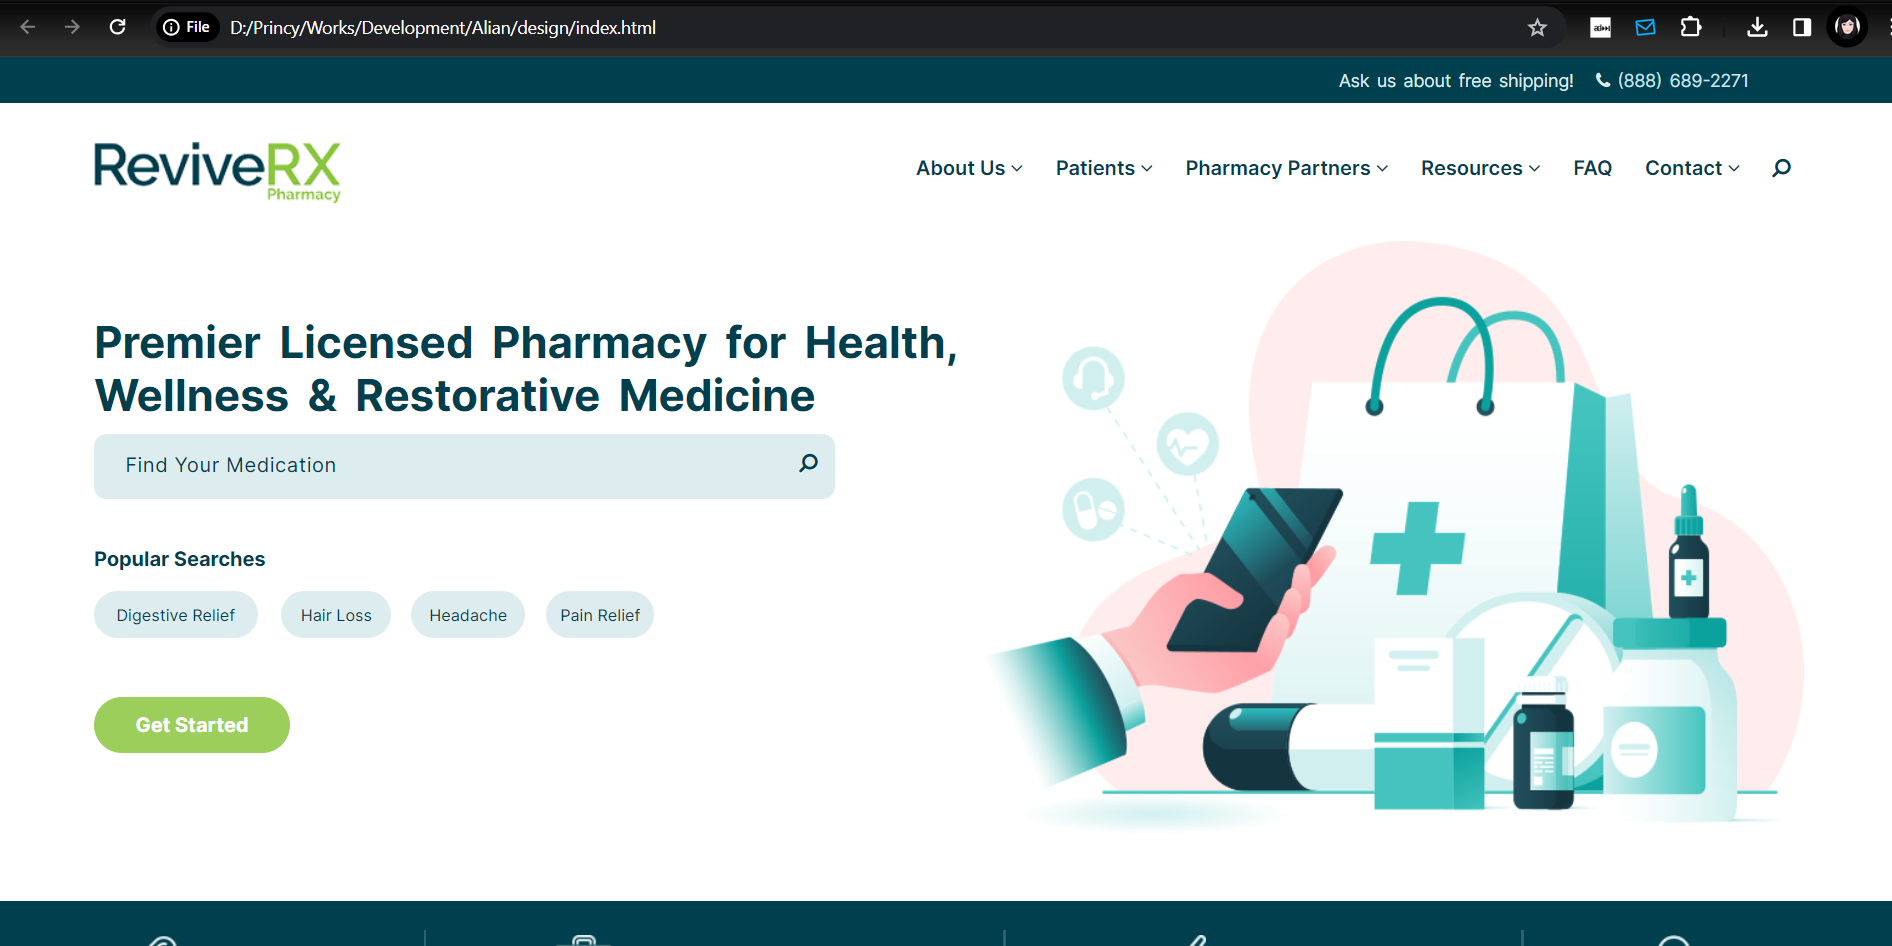 File D:/Princy/Works/Development/Alian/design/index.html
Ask us about free shipping! (888) 689-2271
ReviveRX
Pharmacy
About Us Patients Pharmacy Partners Resources FAQ Contact
Premier Licensed Pharmacy for Health,
Wellness & Restorative Medicine
Find Your Medication
Popular Searches
Digestive Relief Hair Loss Headache Pain Relief
Get Started